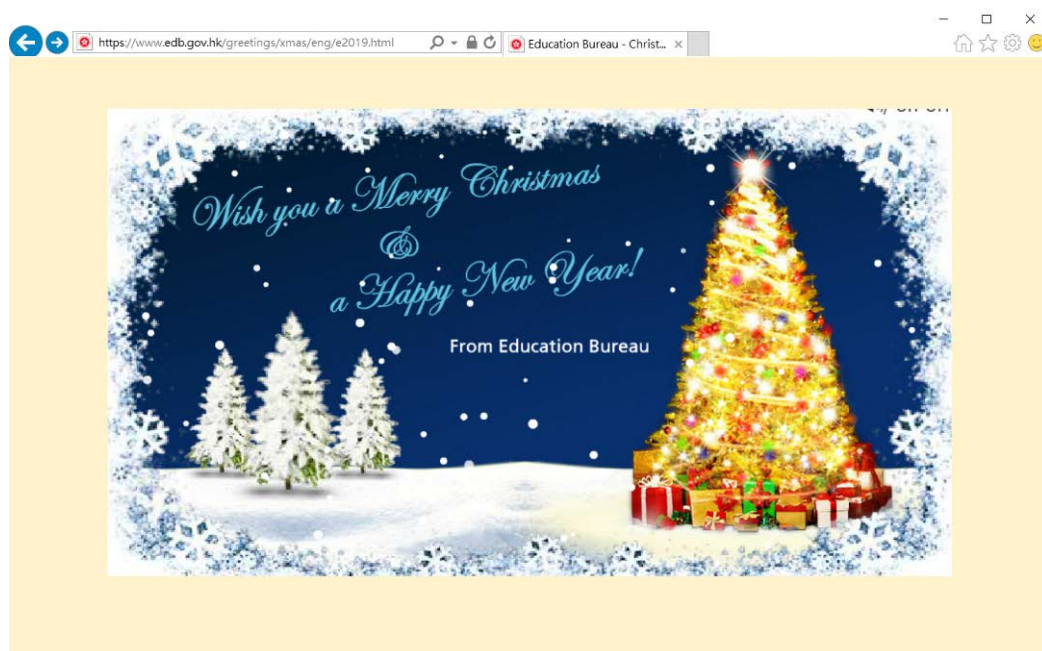 https://www.edb.gov.hk/greetings/xmas/eng/e2019.html
Education Bureau - Christ...
Wish you a Merry Christmas
&
a Happy New Year!
From Education Bureau